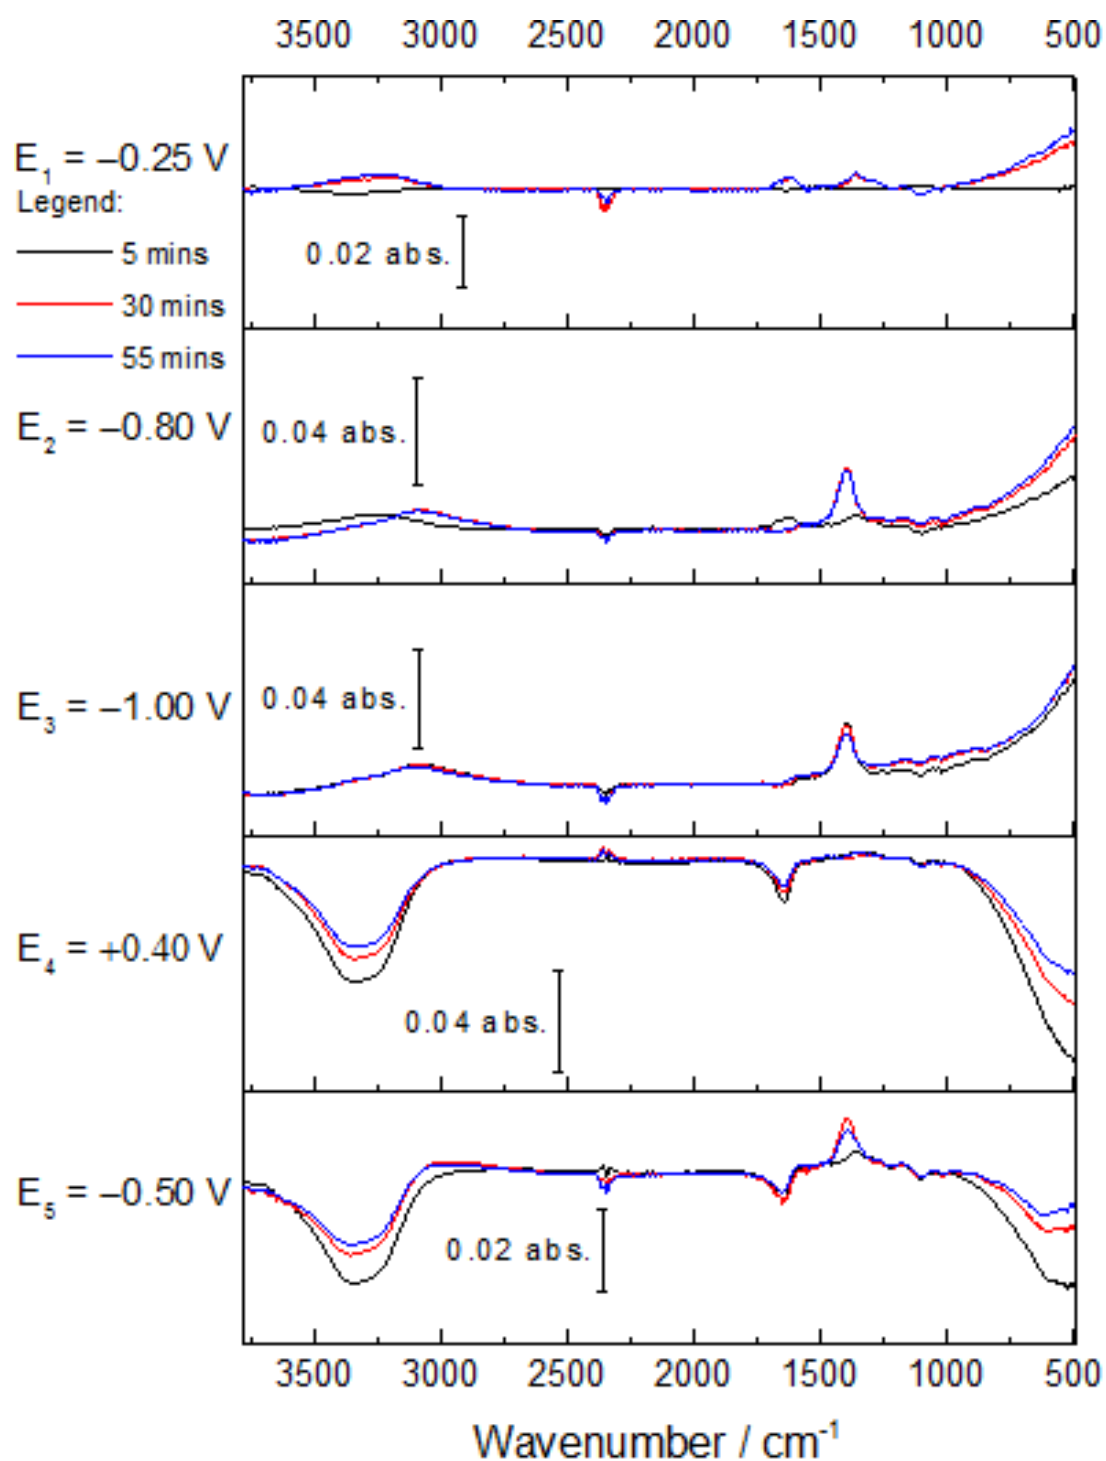 3500 3000 2500 2000 1500 1000 500
E₁ = –0.25 V
Legend:
0.02 abs.
5 mins
30 mins
55 mins
E₂ = –0.80 V
0.04 abs.
E₃ = –1.00 V
0.04 abs.
E₄ = +0.40 V
0.04 abs.
E₅ = –0.50 V
0.02 abs.
3500 3000 2500 2000 1500 1000 500
Wavenumber / cm⁻¹